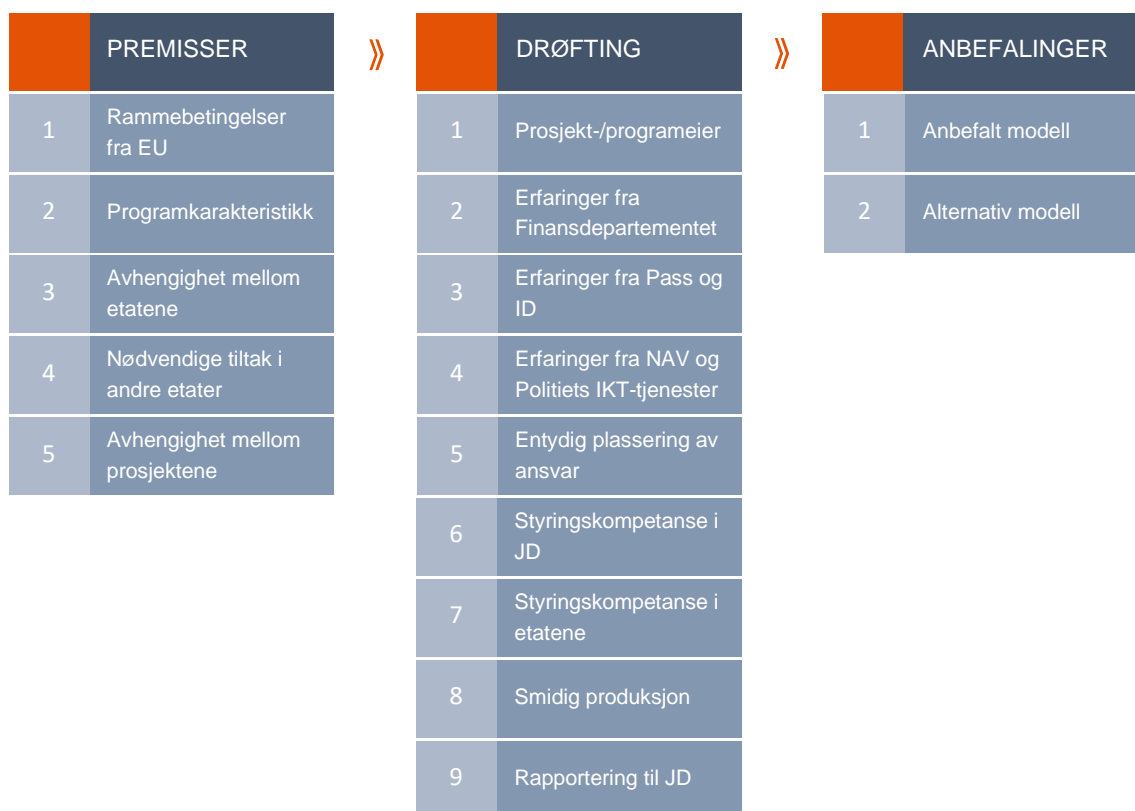 PREMISSER
1
Rammebetingelser
fra EU
2
Programkarakteristikk
3
Avhengighet mellom
etatene
4
Nødvendige tiltak i
andre etater
5
Avhengighet mellom
prosjektene
⟫
DRØFTING
1
Prosjekt-/programeier
2
Erfaringer fra
Finansdepartementet
3
Erfaringer fra Pass og
ID
4
Erfaringer fra NAV og
Politiets IKT-tjenester
5
Entydig plassering av
ansvar
6
Styringskompetanse i
JD
7
Styringskompetanse i
etatene
8
Smidig produksjon
9
Rapportering til JD
⟫
ANBEFALINGER
1
Anbefalt modell
2
Alternativ modell